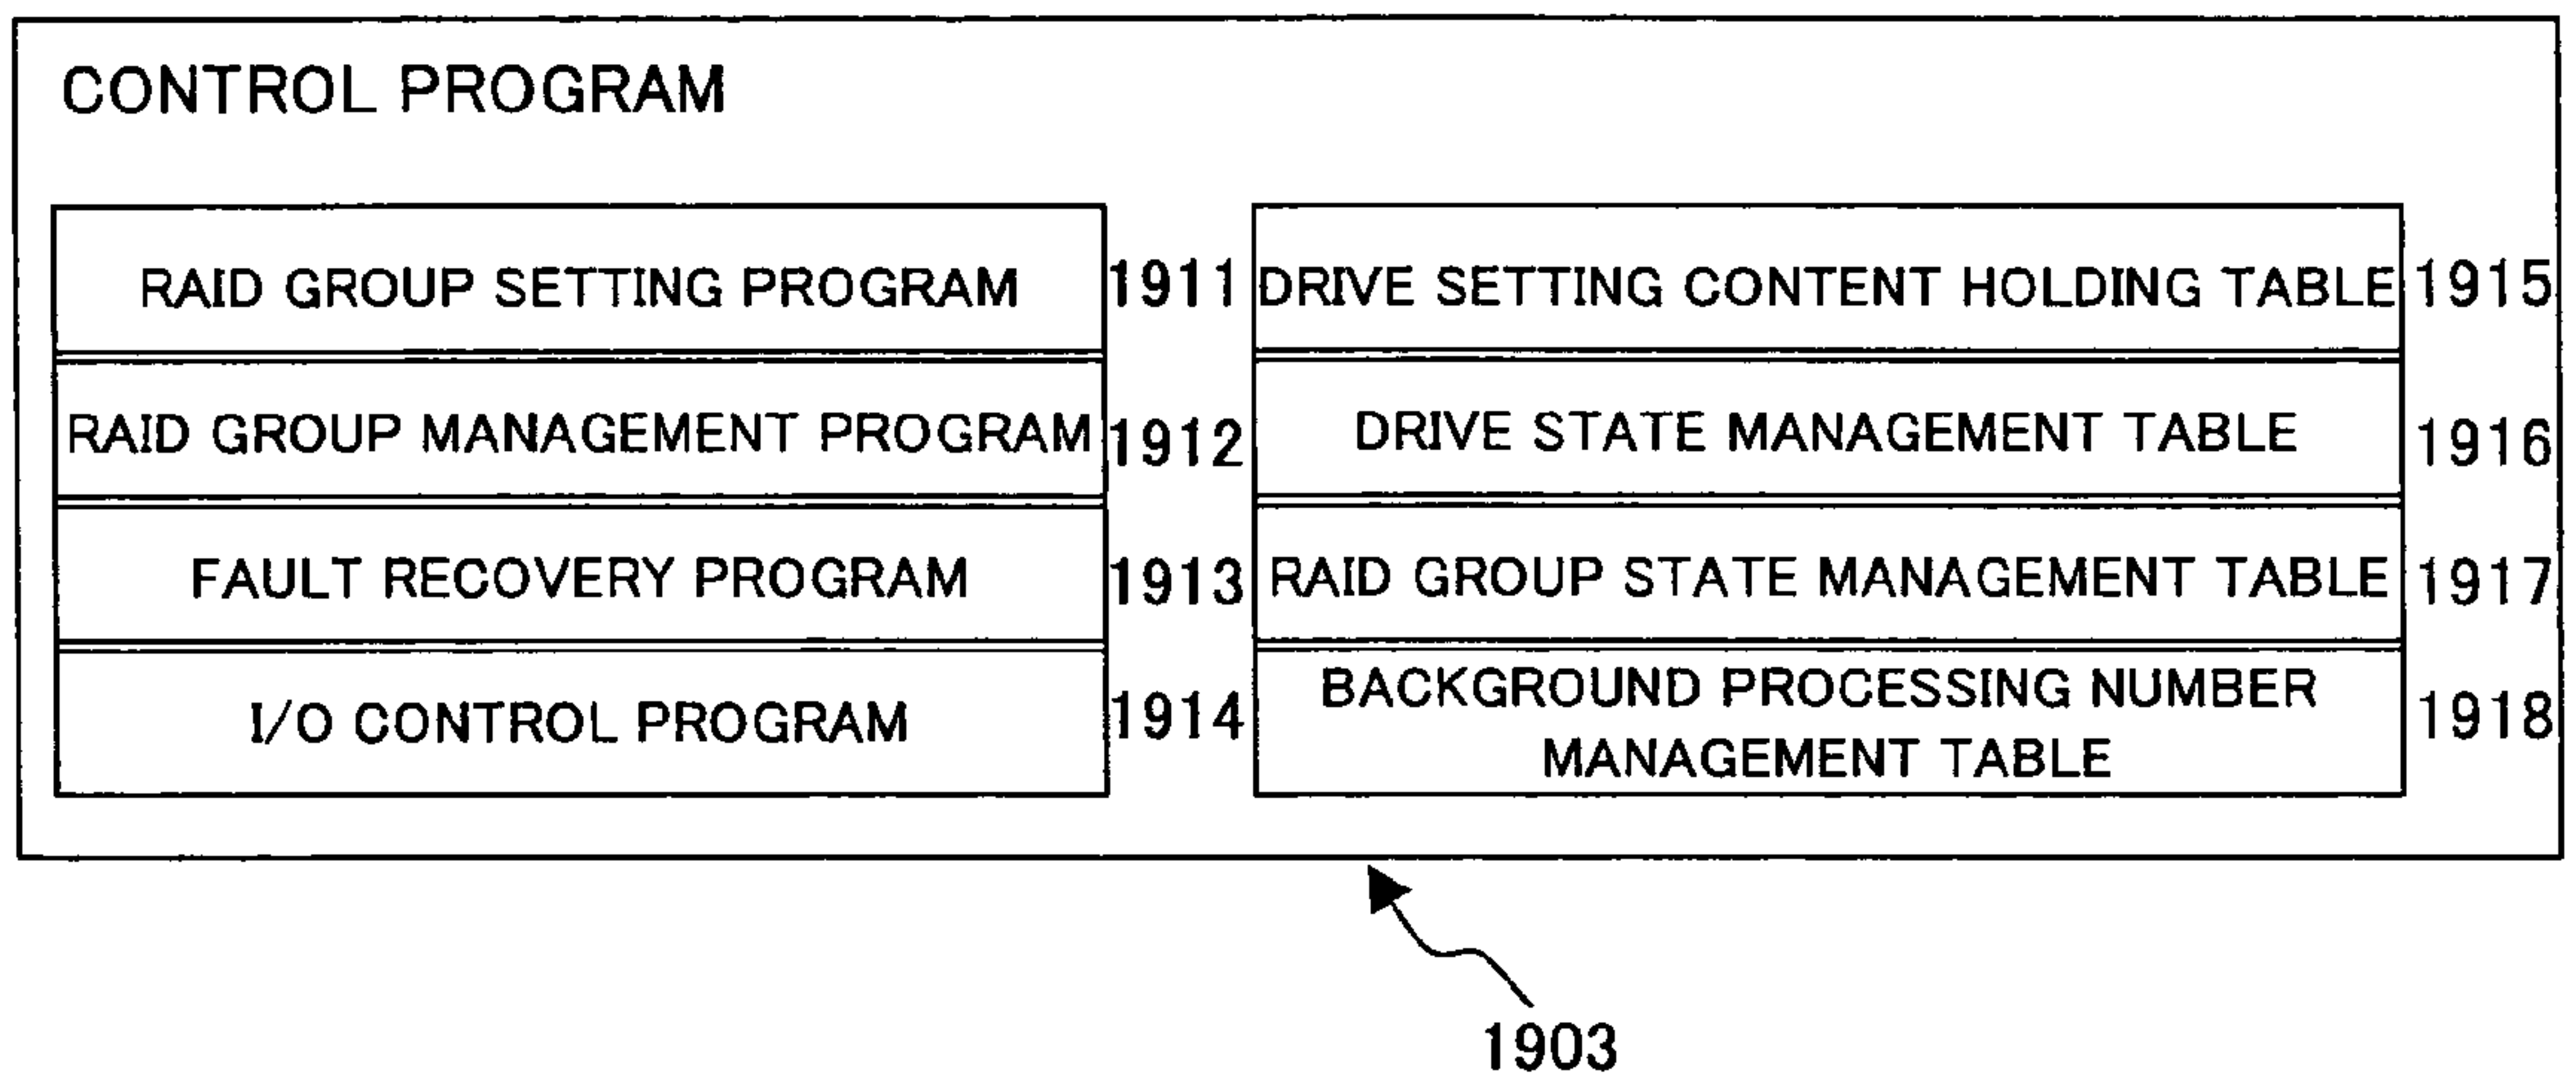 CONTROL PROGRAM
RAID GROUP SETTING PROGRAM 1911
RAID GROUP MANAGEMENT PROGRAM 1912
FAULT RECOVERY PROGRAM 1913
I/O CONTROL PROGRAM 1914
DRIVE SETTING CONTENT HOLDING TABLE 1915
DRIVE STATE MANAGEMENT TABLE 1916
RAID GROUP STATE MANAGEMENT TABLE 1917
BACKGROUND PROCESSING NUMBER
MANAGEMENT TABLE 1918
1903